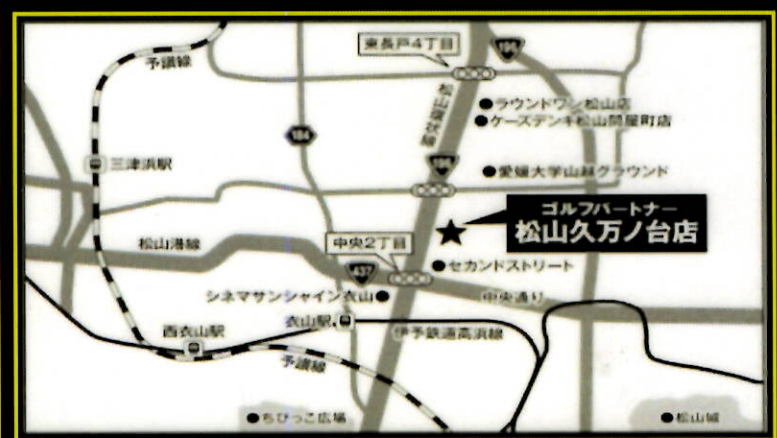 東長戸4丁目
196
予讃線
ラウンドワン松山店
ケーズデンキ松山問屋町店
184
196
三津浜駅
愛媛大学山越グラウンド
ゴルフパートナー
松山久万ノ台店
松山港線
中央2丁目
437
セカンドストリート
シネマサンシャイン衣山
中央通り
衣山駅
西衣山駅
伊予鉄道高浜線
予讃線
ちびっこ広場
松山城